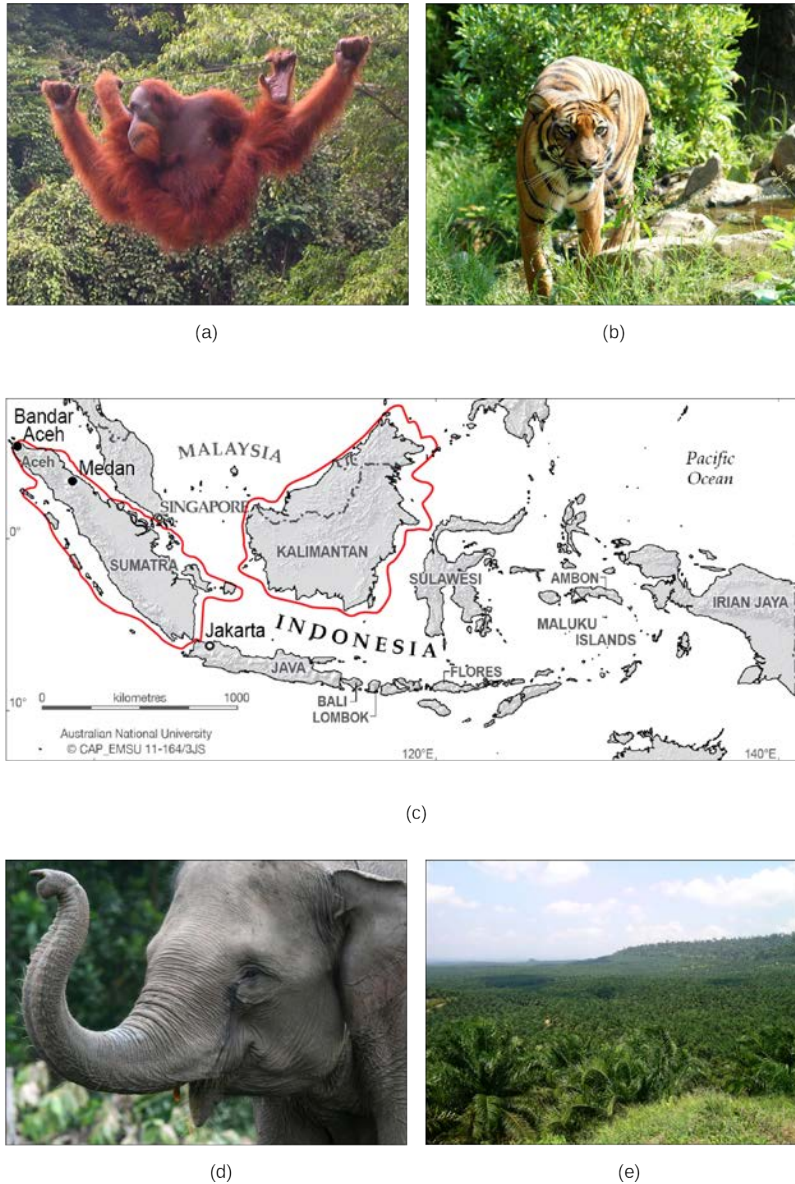 (a)
(b)
Bandar
Aceh
Aceh
Medan
MALAYSIA
SINGAPORE
Pacific
Ocean
0°
SUMATRA
KALIMANTAN
SULAWESI
AMBON
IRIAN JAYA
MALUKU
ISLANDS
INDONESIA
Jakarta
JAVA
FLORES
BALI
LOMBOK
0 kilometres 1000
10°
Australian National University
© CAP_EMSU 11-164/3JS
120°E
140°E
(c)
(d)
(e)